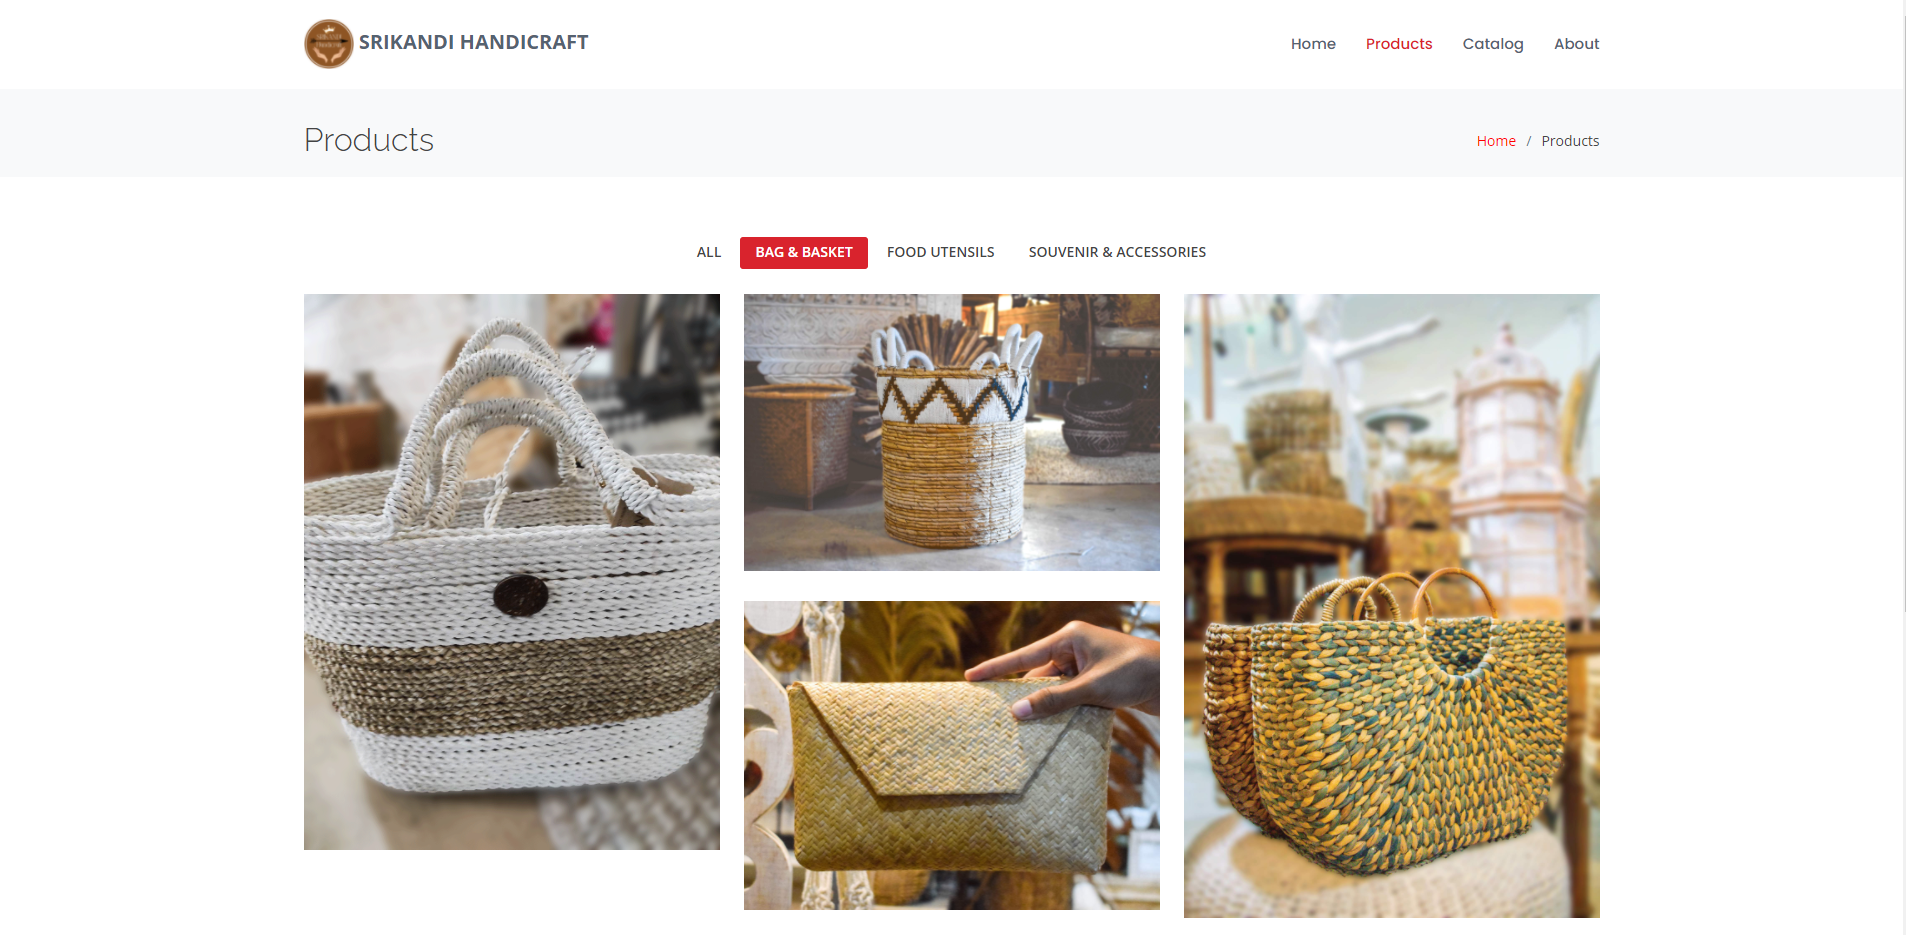 SRIKANDI HANDICRAFT
Home Products Catalog About
Products
Home / Products
ALL BAG & BASKET FOOD UTENSILS SOUVENIR & ACCESSORIES